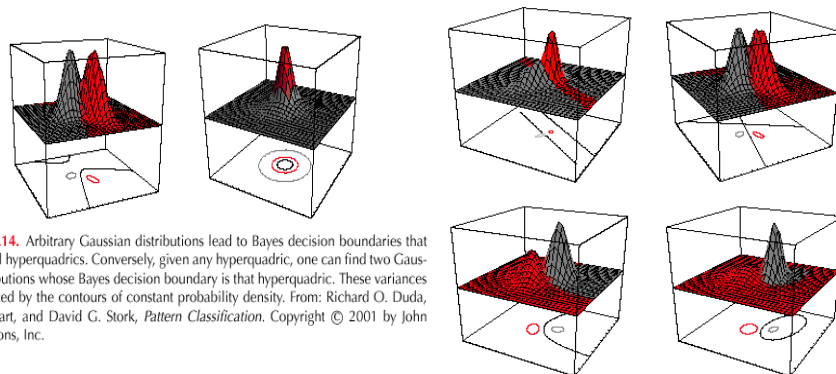 .14. Arbitrary Gaussian distributions lead to Bayes decision boundaries that
l hyperquadrics. Conversely, given any hyperquadric, one can find two Gaus-
butions whose Bayes decision boundary is that hyperquadric. These variances
ted by the contours of constant probability density. From: Richard O. Duda,
art, and David G. Stork, Pattern Classification. Copyright © 2001 by John
ons, Inc.